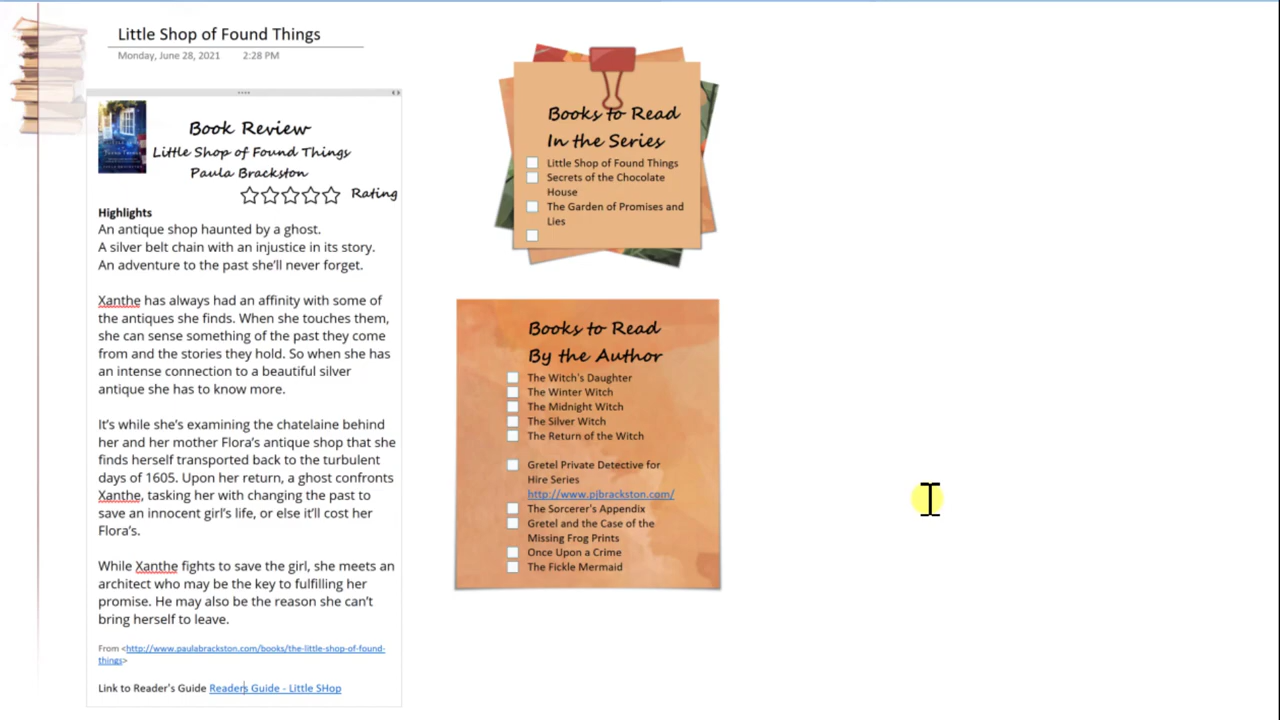 Little Shop of Found Things
Monday, June 28, 2021 2:28 PM
Book Review
Little Shop of Found Things
Paula Brackston
Rating
Highlights
An antique shop haunted by a ghost.
A silver belt chain with an injustice in its story.
An adventure to the past she'll never forget.
Xanthe has always had an affinity with some of
the antiques she finds. When she touches them,
she can sense something of the past they come
from and the stories they hold. So when she has
an intense connection to a beautiful silver
antique she has to know more.
It's while she's examining the chatelaine behind
her and her mother Flora's antique shop that she
finds herself transported back to the turbulent
days of 1605. Upon her return, a ghost confronts
Xanthe, tasking her with changing the past to
save an innocent girl's life, or else it'll cost her
Flora's.
While Xanthe fights to save the girl, she meets an
architect who may be the key to fulfilling her
promise. He may also be the reason she can't
bring herself to leave.
From <http://www.paulabrackston.com/books/the-little-shop-of-found-
things>
Link to Reader's Guide Readers Guide - Little SHop
Books to Read
In the Series
Little Shop of Found Things
Secrets of the Chocolate
House
The Garden of Promises and
Lies
Books to Read
By the Author
The Witch's Daughter
The Winter Witch
The Midnight Witch
The Silver Witch
The Return of the Witch
Gretel Private Detective for
Hire Series
http://www.pjbrackston.com/
The Sorcerer's Appendix
Gretel and the Case of the
Missing Frog Prints
Once Upon a Crime
The Fickle Mermaid